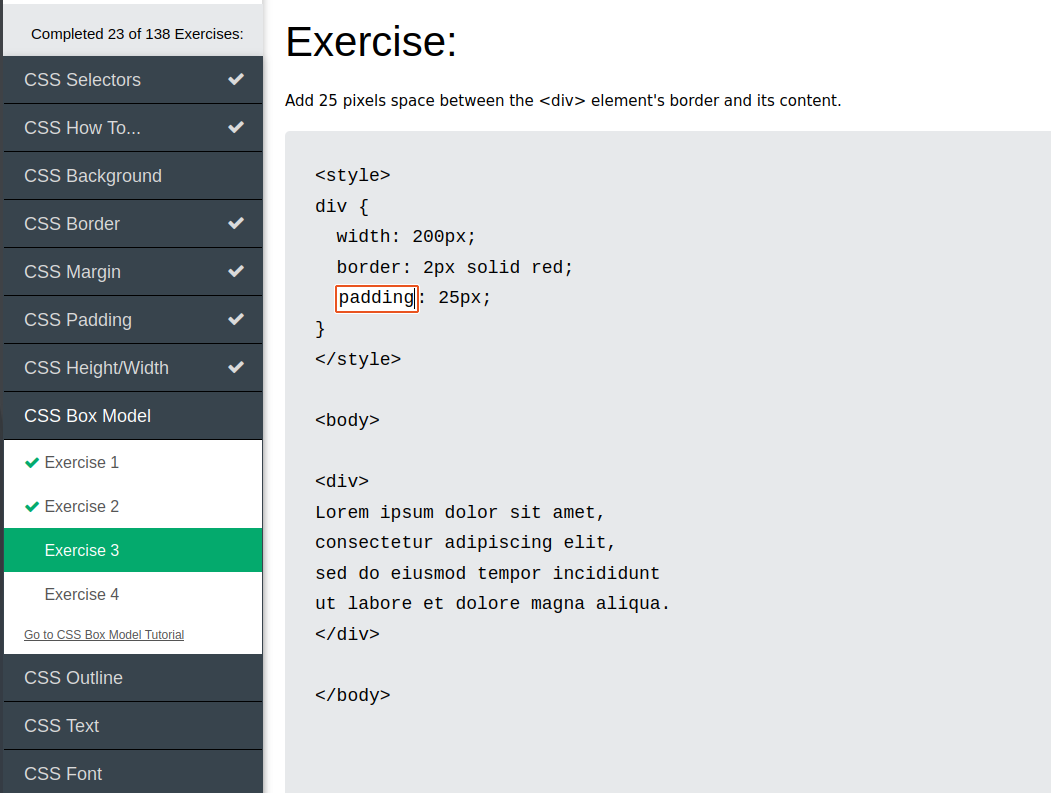 Completed 23 of 138 Exercises:
CSS Selectors
CSS How To...
CSS Background
CSS Border
CSS Margin
CSS Padding
CSS Height/Width
CSS Box Model
Exercise 1
Exercise 2
Exercise 3
Exercise 4
Go to CSS Box Model Tutorial
CSS Outline
CSS Text
CSS Font
Exercise:
Add 25 pixels space between the <div> element's border and its content.
<style>
div {
  width: 200px;
  border: 2px solid red;
  padding: 25px;
}
</style>
<body>
<div>
Lorem ipsum dolor sit amet,
consectetur adipiscing elit,
sed do eiusmod tempor incididunt
ut labore et dolore magna aliqua.
</div>
</body>